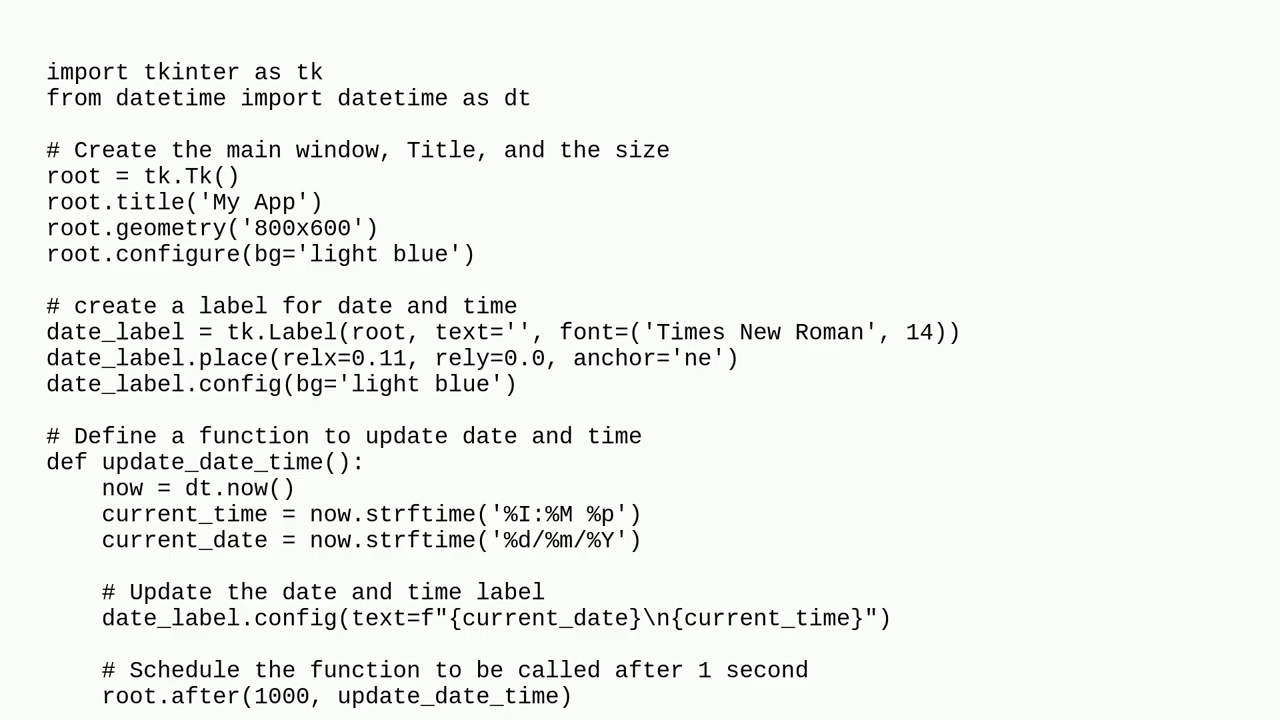 import tkinter as tk
from datetime import datetime as dt

# Create the main window, Title, and the size
root = tk.Tk()
root.title('My App')
root.geometry('800x600')
root.configure(bg='light blue')

# create a label for date and time
date_label = tk.Label(root, text='', font=('Times New Roman', 14))
date_label.place(relx=0.11, rely=0.0, anchor='ne')
date_label.config(bg='light blue')

# Define a function to update date and time
def update_date_time():
    now = dt.now()
    current_time = now.strftime('%I:%M %p')
    current_date = now.strftime('%d/%m/%Y')

    # Update the date and time label
    date_label.config(text=f"{current_date}\n{current_time}")

    # Schedule the function to be called after 1 second
    root.after(1000, update_date_time)